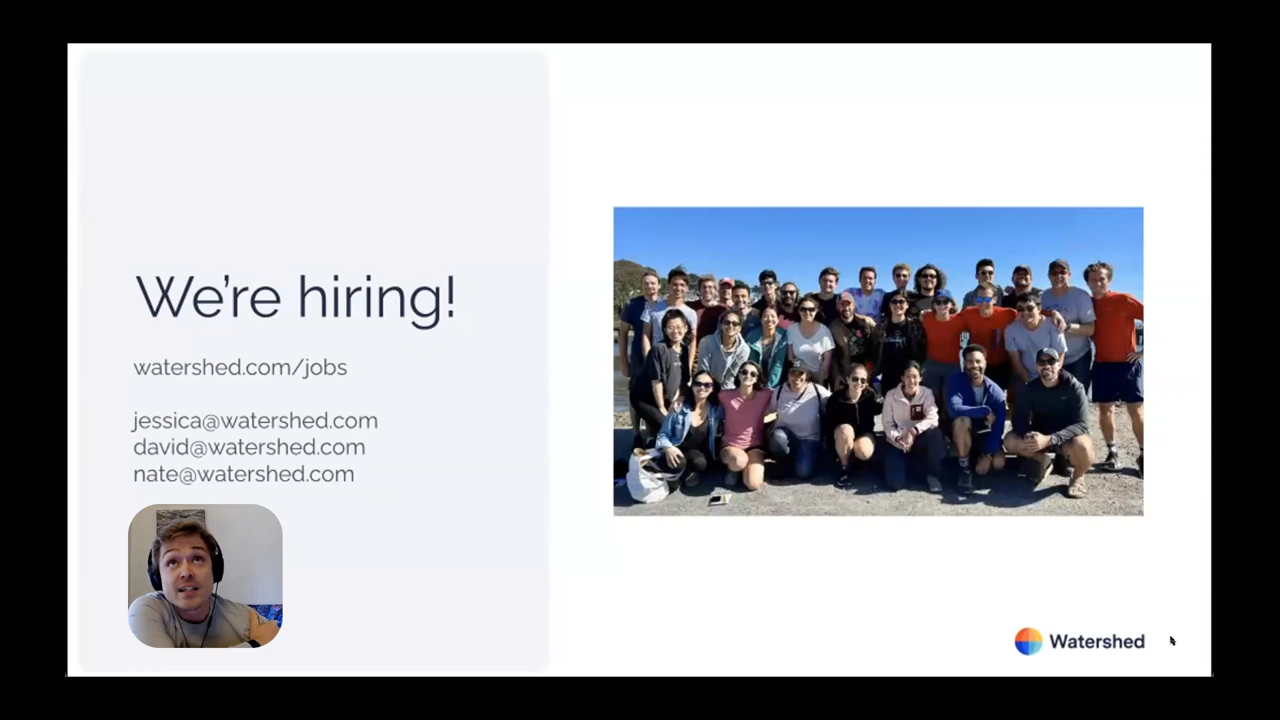 We're hiring!
watershed.com/jobs
jessica@watershed.com
david@watershed.com
nate@watershed.com
Watershed